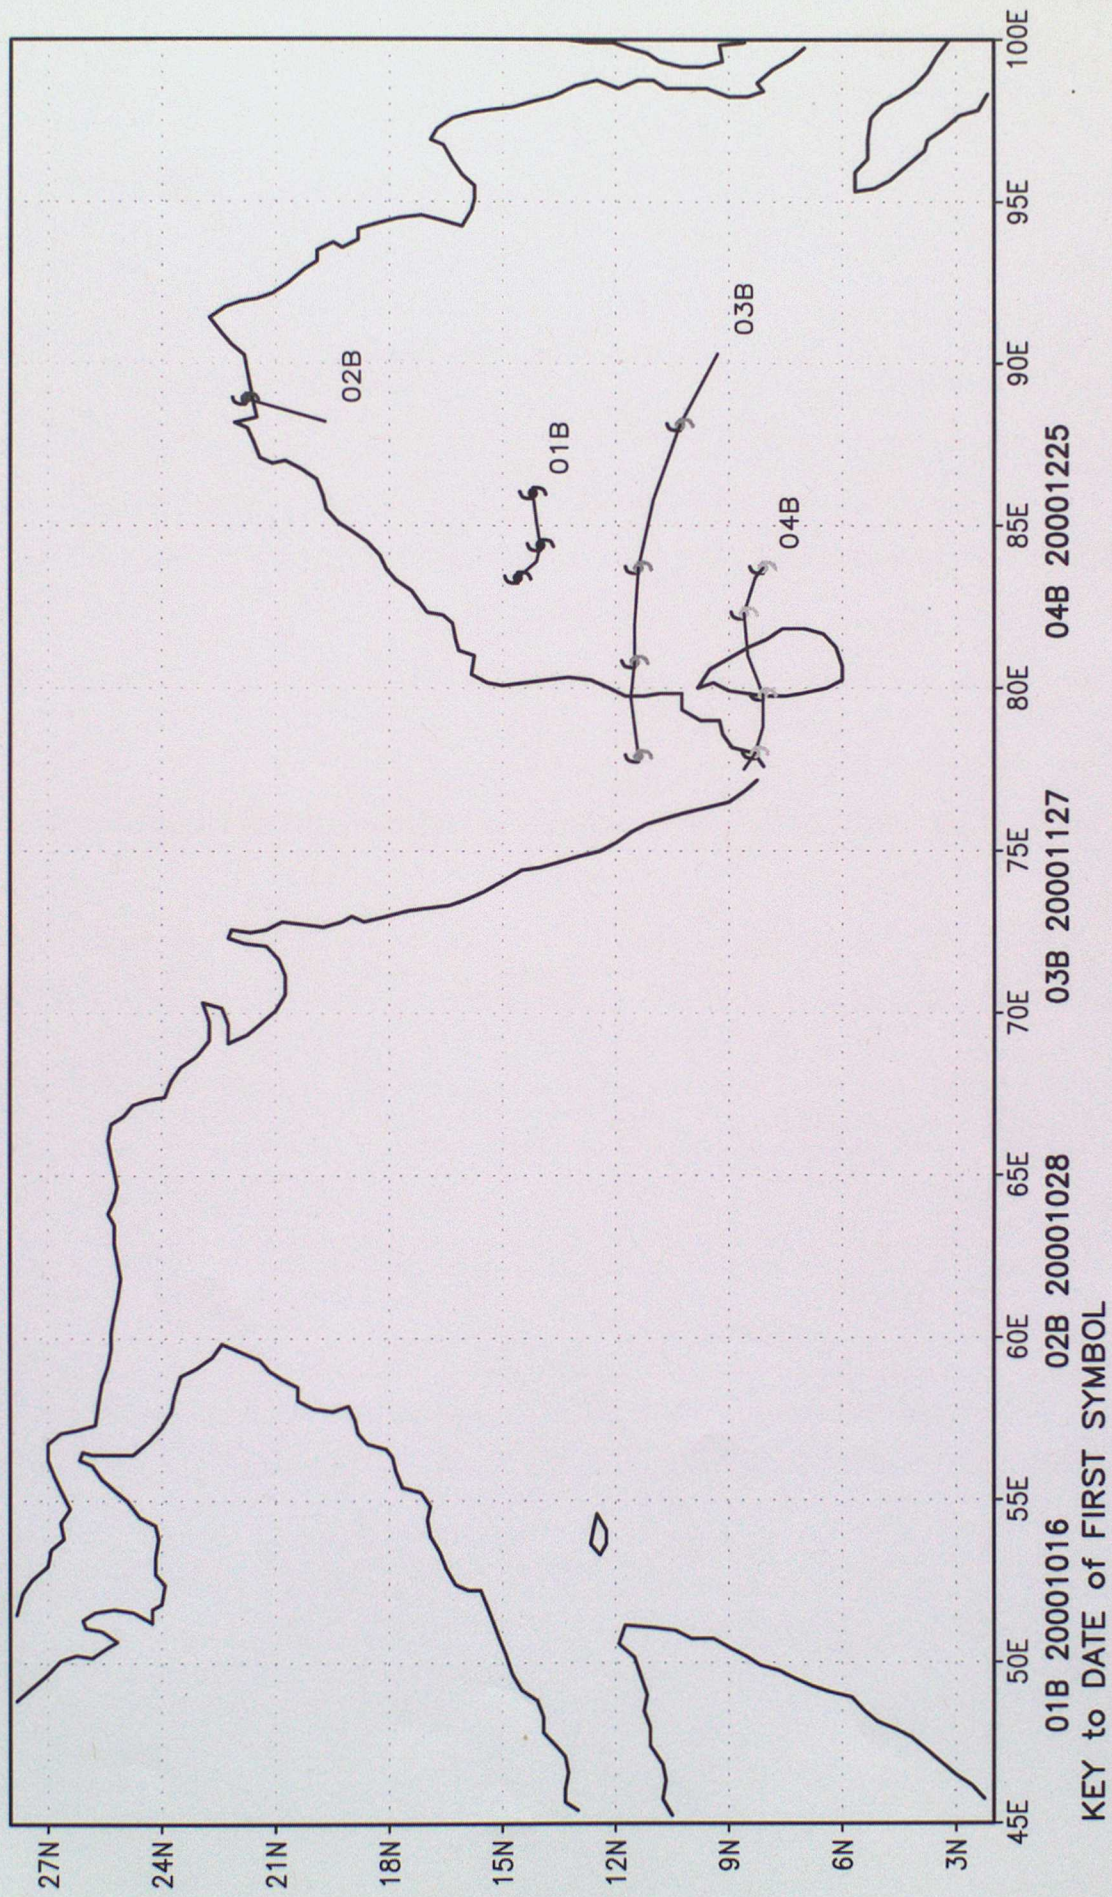 27N
24N
21N
18N
15N
12N
9N
6N
3N
02B
01B
03B
04B
45E 50E 55E 60E 65E 70E 75E 80E 85E 90E 95E 100E
01B 20001016 02B 20001028 03B 20001127 04B 20001225
KEY to DATE of FIRST SYMBOL